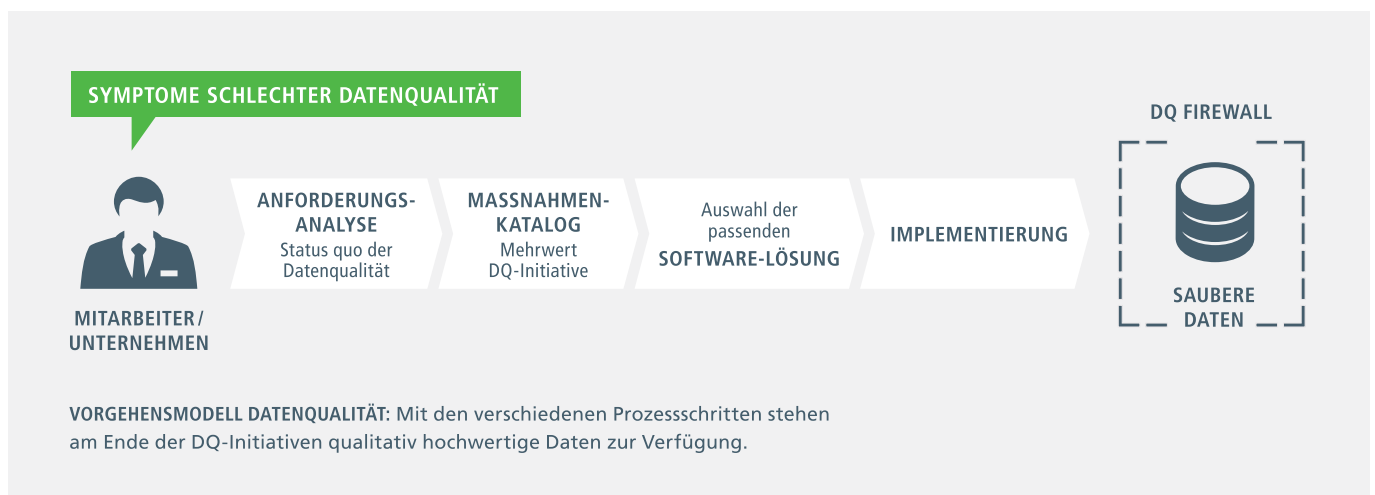 SYMPTOME SCHLECHTER DATENQUALITÄT
MITARBEITER/
UNTERNEHMEN
ANFORDERUNGS-
ANALYSE
Status quo der
Datenqualität
MASSNAHMEN-
KATALOG
Mehrwert
DQ-Initiative
Auswahl der
passenden
SOFTWARE-LÖSUNG
IMPLEMENTIERUNG
DQ FIREWALL
SAUBERE
DATEN
VORGEHENSMODELL DATENQUALITÄT: Mit den verschiedenen Prozessschritten stehen
am Ende der DQ-Initiativen qualitativ hochwertige Daten zur Verfügung.